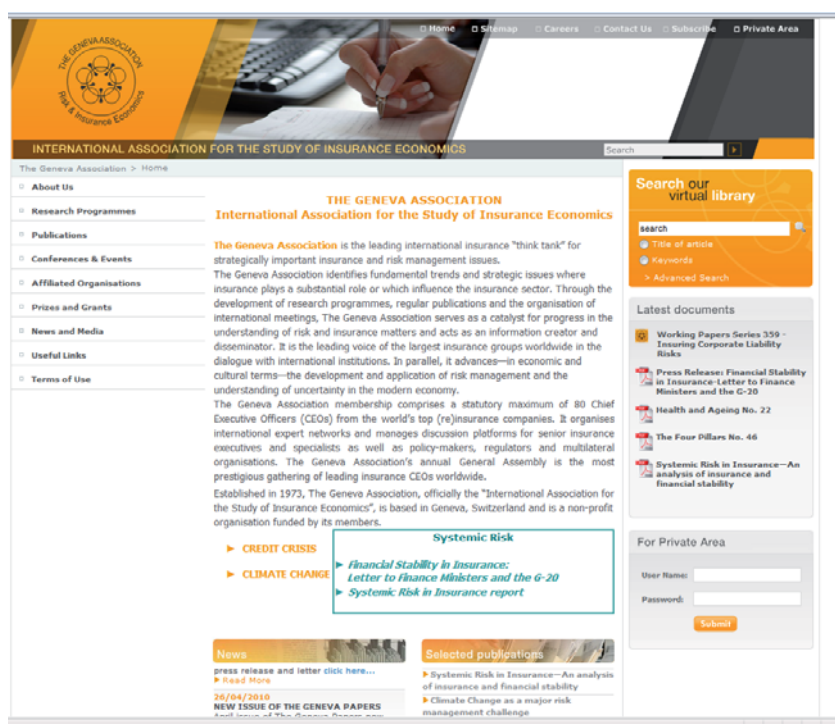 Home Sitemap Careers Contact Us Subscribe Private Area
THE GENEVA ASSOCIATION
Risk & Insurance Economics
INTERNATIONAL ASSOCIATION FOR THE STUDY OF INSURANCE ECONOMICS
Search
The Geneva Association > Home
About Us
Research Programmes
Publications
Conferences & Events
Affiliated Organisations
Prizes and Grants
News and Media
Useful Links
Terms of Use
THE GENEVA ASSOCIATION
International Association for the Study of Insurance Economics
The Geneva Association is the leading international insurance "think tank" for
strategically important insurance and risk management issues.
The Geneva Association identifies fundamental trends and strategic issues where
insurance plays a substantial role or which influence the insurance sector. Through the
development of research programmes, regular publications and the organisation of
international meetings, The Geneva Association serves as a catalyst for progress in the
understanding of risk and insurance matters and acts as an information creator and
disseminator. It is the leading voice of the largest insurance groups worldwide in the
dialogue with international institutions. In parallel, it advances—in economic and
cultural terms—the development and application of risk management and the
understanding of uncertainty in the modern economy.
The Geneva Association membership comprises a statutory maximum of 80 Chief
Executive Officers (CEOs) from the world's top (re)insurance companies. It organises
international expert networks and manages discussion platforms for senior insurance
executives and specialists as well as policy-makers, regulators and multilateral
organisations. The Geneva Association's annual General Assembly is the most
prestigious gathering of leading insurance CEOs worldwide.
Established in 1973, The Geneva Association, officially the "International Association for
the Study of Insurance Economics", is based in Geneva, Switzerland and is a non-profit
organisation funded by its members.
CREDIT CRISIS
CLIMATE CHANGE
Systemic Risk
Financial Stability in Insurance:
Letter to Finance Ministers and the G-20
Systemic Risk in Insurance report
News
press release and letter click here...
Read More
26/04/2010
NEW ISSUE OF THE GENEVA PAPERS
April issue of The Geneva Papers now
Selected publications
Systemic Risk in Insurance—An analysis
of insurance and financial stability
Climate Change as a major risk
management challenge
Search our
virtual library
search
Title of article
Keywords
> Advanced Search
Latest documents
Working Papers Series 359 -
Insuring Corporate Liability
Risks
Press Release: Financial Stability
in Insurance-Letter to Finance
Ministers and the G-20
Health and Ageing No. 22
The Four Pillars No. 46
Systemic Risk in Insurance—An
analysis of insurance and
financial stability
For Private Area
User Name:
Password:
Submit